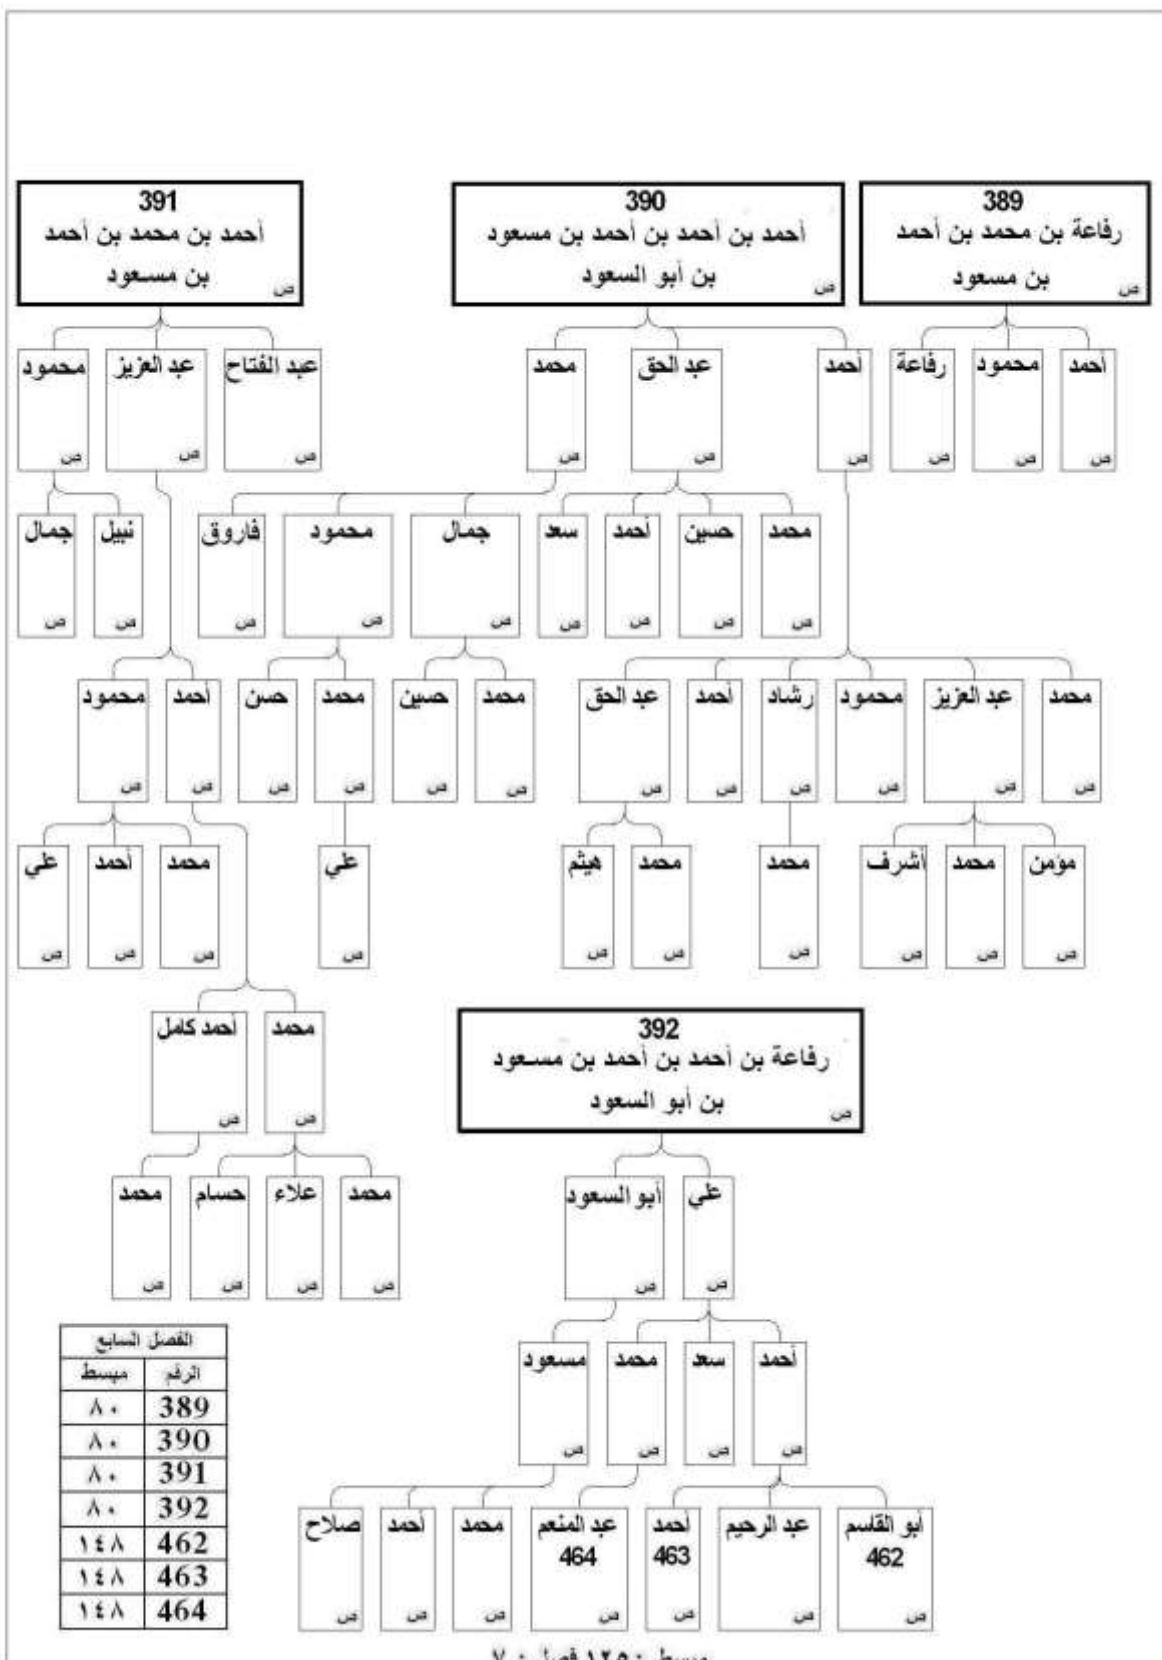 389
رفاعة بن محمد بن أحمد
بن مسعود
ص
390
أحمد بن أحمد بن أحمد بن مسعود
بن أبو السعود
ص
391
أحمد بن محمد بن أحمد
بن مسعود
ص
أحمد محمود رفاعة أحمد عبد الحق محمد عبد الفتاح عبد العزيز محمود
ص ص ص ص ص ص ص ص ص
محمد حسين أحمد سعد جمال محمود فاروق نبيل جمال
ص ص ص ص ص ص ص ص ص
محمد عبد العزيز محمود رشاد أحمد عبد الحق محمد حسين محمد حسن أحمد محمود
ص ص ص ص ص ص ص ص ص ص ص ص
مؤمن محمد أشرف محمد محمد هيثم علي محمد أحمد علي
ص ص ص ص ص ص ص ص ص ص
392
رفاعة بن أحمد بن أحمد بن مسعود
بن أبو السعود
ص
محمد أحمد كامل
ص ص
علي أبو السعود محمد علاء حسام محمد
ص ص ص ص ص ص
أحمد سعد محمد مسعود
ص ص ص ص
أبو القاسم عبد الرحيم أحمد عبد المنعم محمد أحمد صلاح
462 463 464
ص ص ص ص ص ص ص
الفصل السابع
الرقم مبسط
389 ٨٠
390 ٨٠
391 ٨٠
392 ٨٠
462 ١٤٨
463 ١٤٨
464 ١٤٨
مبسط ١٢٥٠ فصل ٧٠